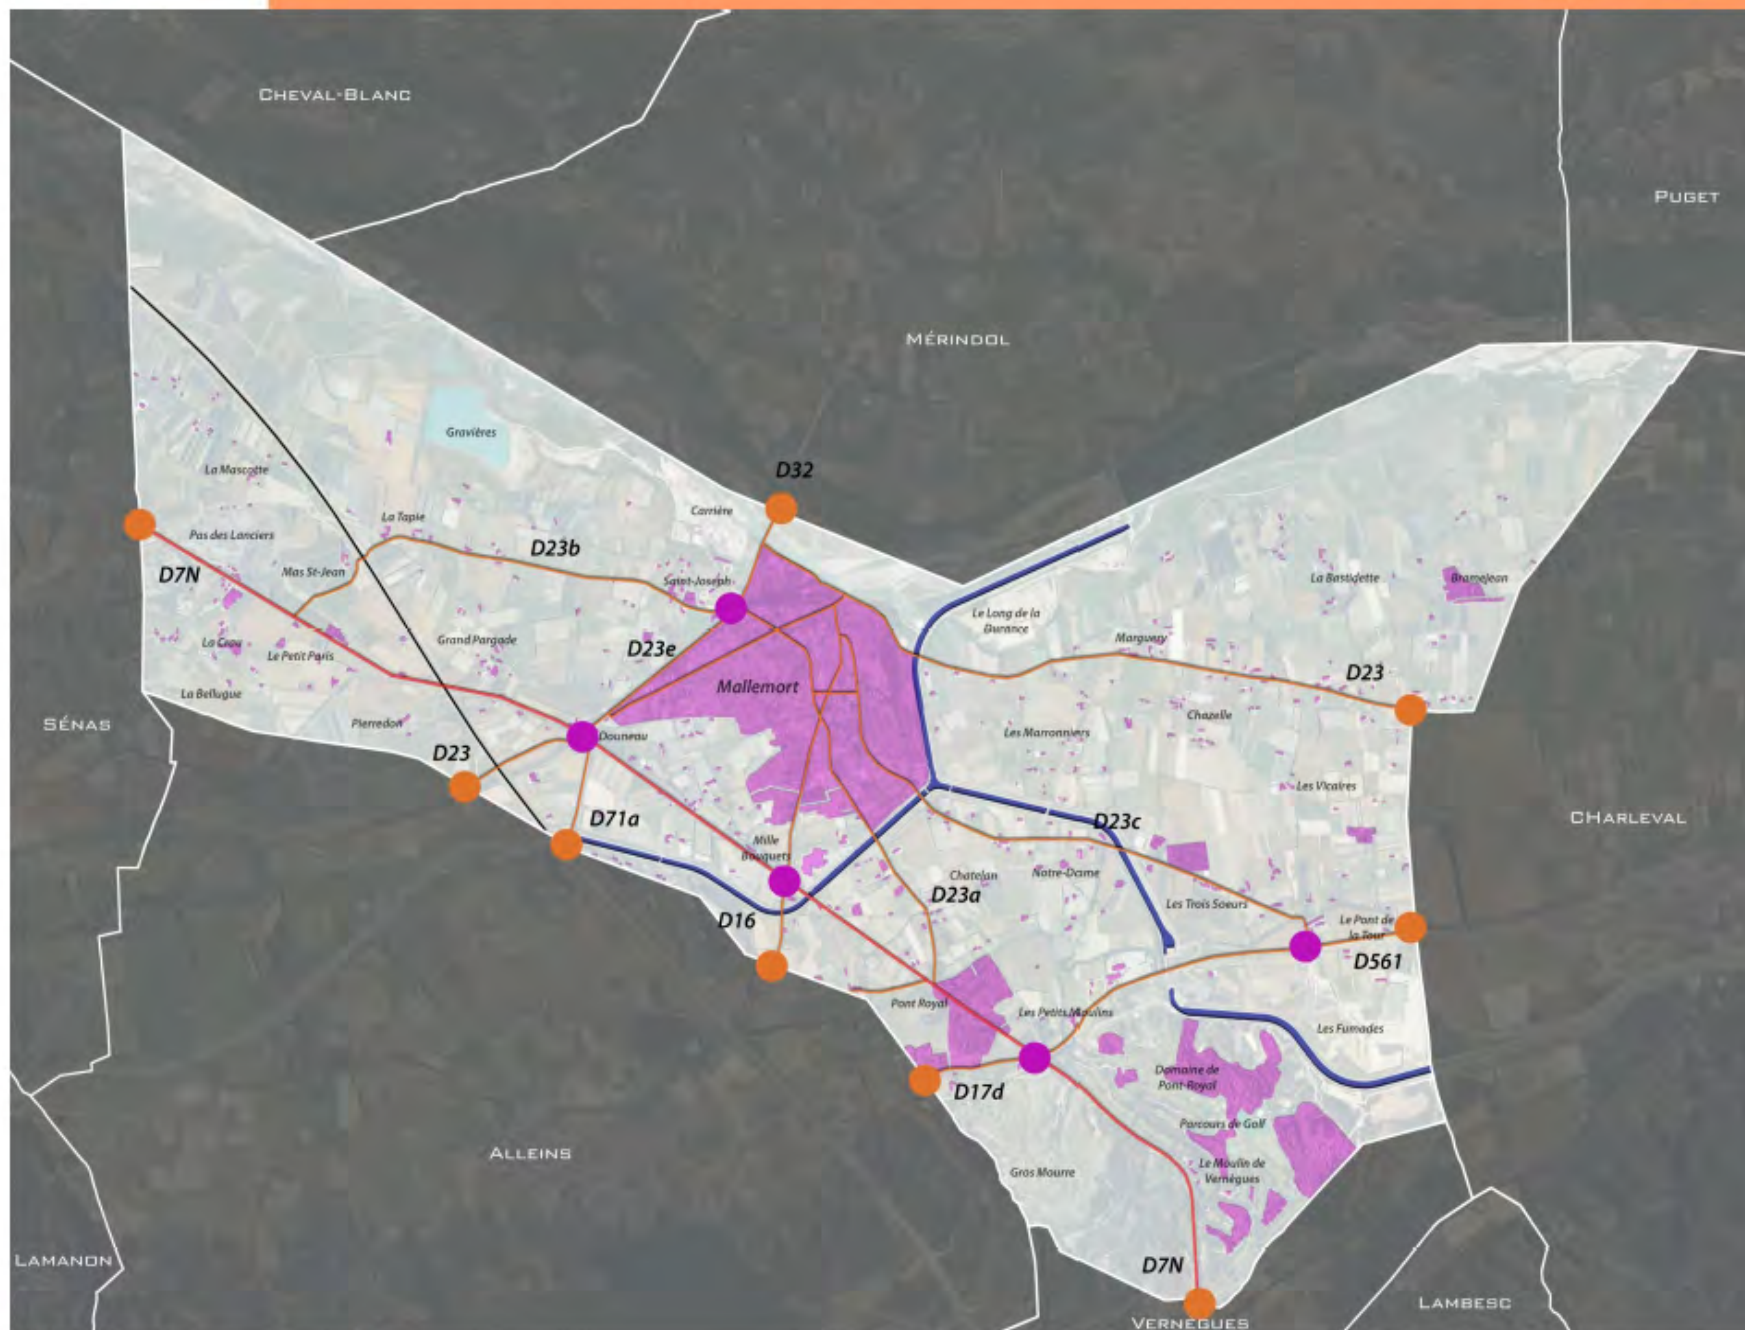 CHEVAL-BLANC
PUGET
MÉRINDOL
Gravières
La Mascotte
D32
Carrière
La Tapie
Pas des Lanciers
D23b
D7N
Mas St-Jean
Saint-Joseph
La Bastidette
Bramejean
Le Long de la
Durance
Marguery
Grand Pargade
La Crau
Le Petit Paris
D23e
D23
La Bellugue
Mallemort
SÉNAS
Pierredon
Douneau
Les Marronniers
Chazelle
D23
Les Vicaires
D71a
D23c
CHARLEVAL
Mille
Bouquets
Chatelan
Notre-Dame
D23a
Les Trois Soeurs
D16
Le Pont de
la Tour
D561
Pont Royal
Les Petits Moulins
Les Fumades
D17d
Domaine de
Pont-Royal
Parcours de Golf
ALLEINS
Gros Mourre
Le Moulin de
Vernègues
LAMANON
D7N
LAMBESC
VERNÈGUES